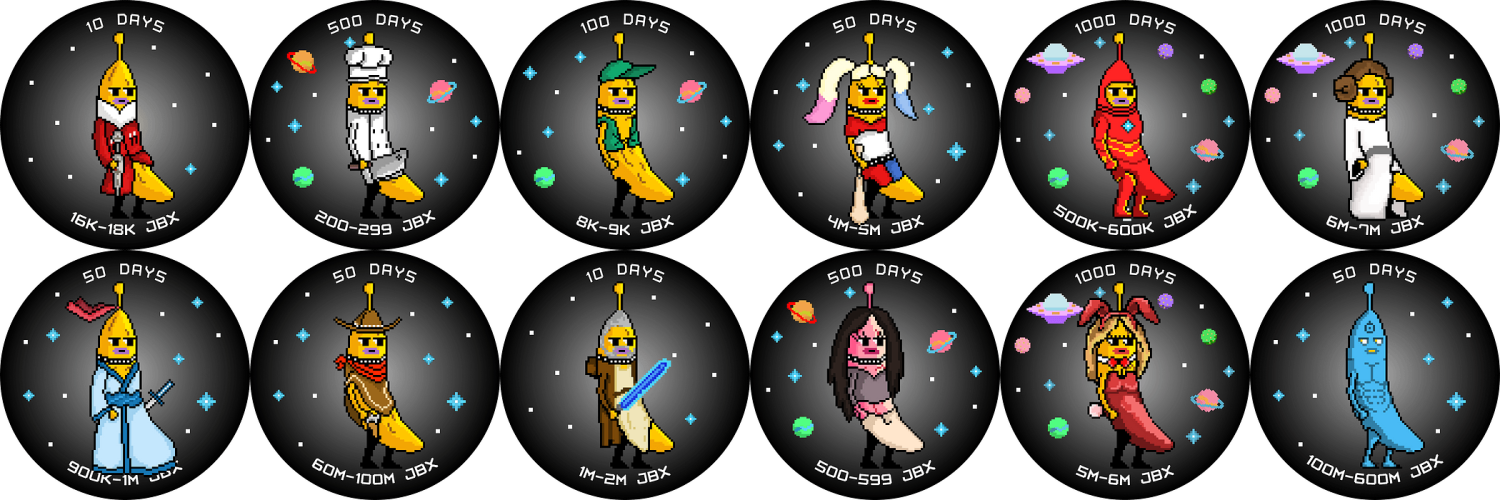 10 DAYS
16K-18K JBX
500 DAYS
200-299 JBX
100 DAYS
8K-9K JBX
50 DAYS
4M-5M JBX
1000 DAYS
500K-600K JBX
1000 DAYS
6M-7M JBX
50 DAYS
900K-1M JBX
50 DAYS
60M-100M JBX
10 DAYS
1M-2M JBX
500 DAYS
500-599 JBX
1000 DAYS
5M-6M JBX
50 DAYS
100M-600M JBX